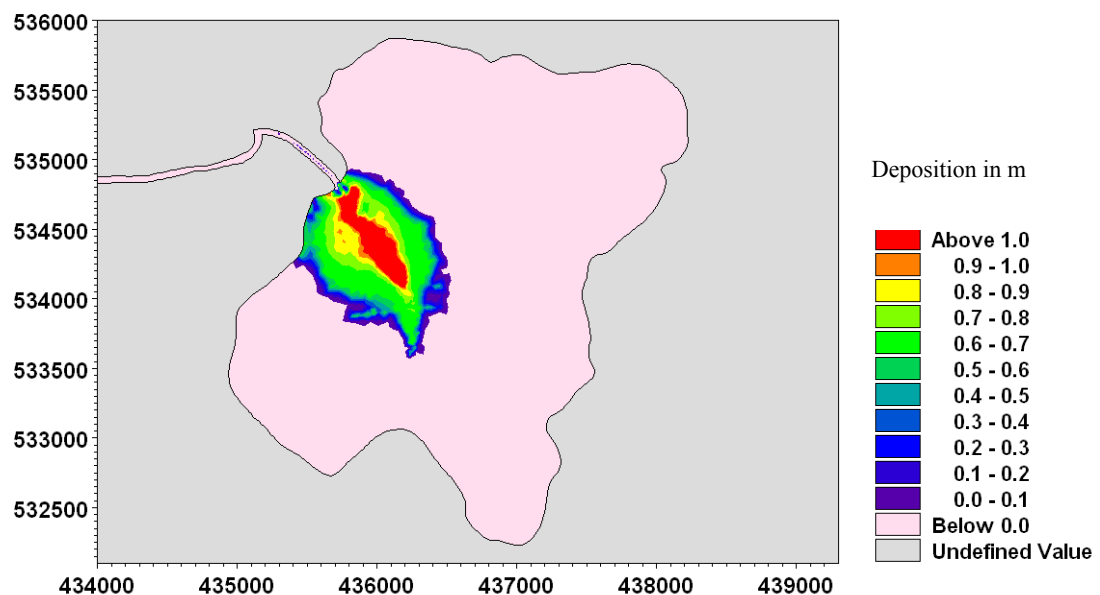 536000
535500
535000
534500
534000
533500
533000
532500
434000 435000 436000 437000 438000 439000
Deposition in m
Above 1.0
0.9 - 1.0
0.8 - 0.9
0.7 - 0.8
0.6 - 0.7
0.5 - 0.6
0.4 - 0.5
0.3 - 0.4
0.2 - 0.3
0.1 - 0.2
0.0 - 0.1
Below 0.0
Undefined Value